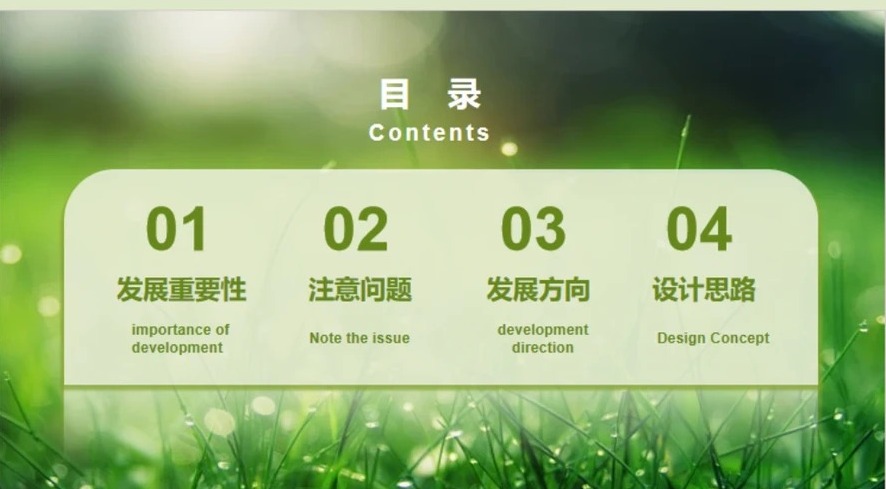 目 录
Contents
01
发展重要性
importance of
development
02
注意问题
Note the issue
03
发展方向
development
direction
04
设计思路
Design Concept